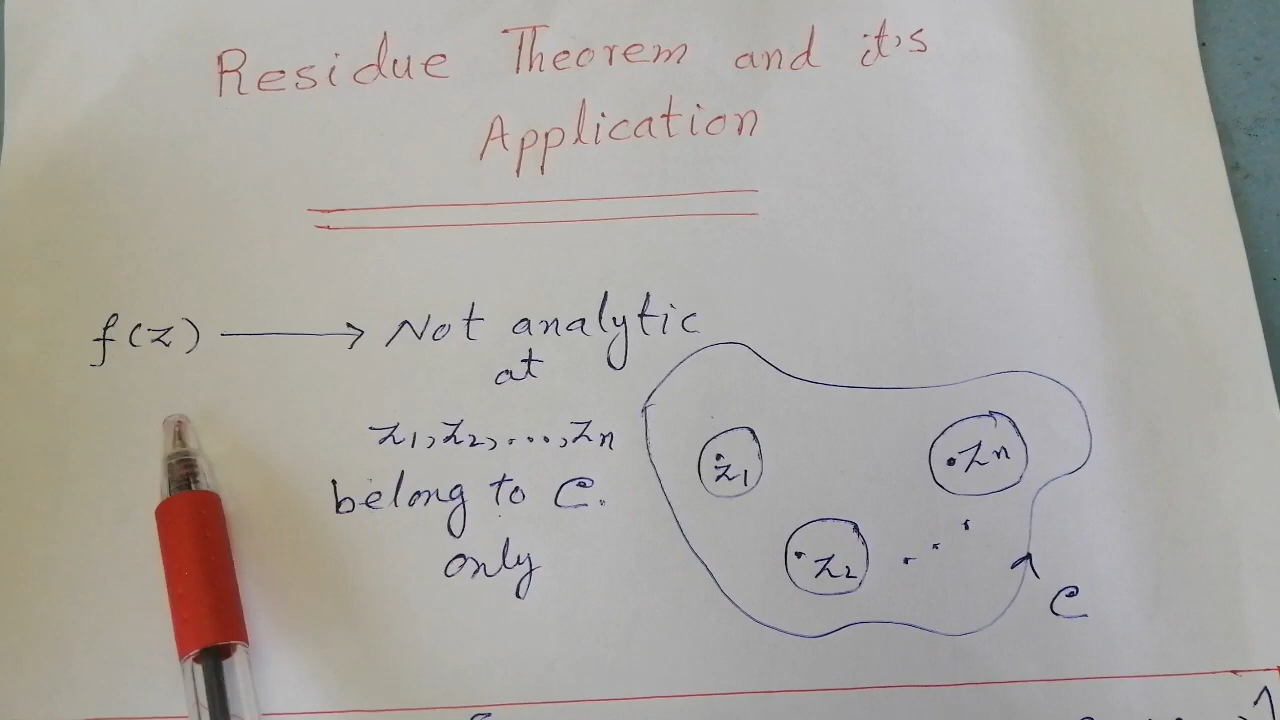 Residue Theorem and it's
Application
f(z) ⟶ Not analytic
at
z1, z2, ..., zn
belong to C.
only
z1
zn
z2
C